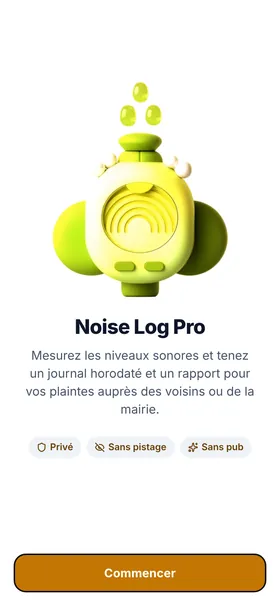 Noise Log Pro
Mesurez les niveaux sonores et tenez
un journal horodaté et un rapport pour
vos plaintes auprès des voisins ou de la
mairie.
Privé
Sans pistage
Sans pub
Commencer